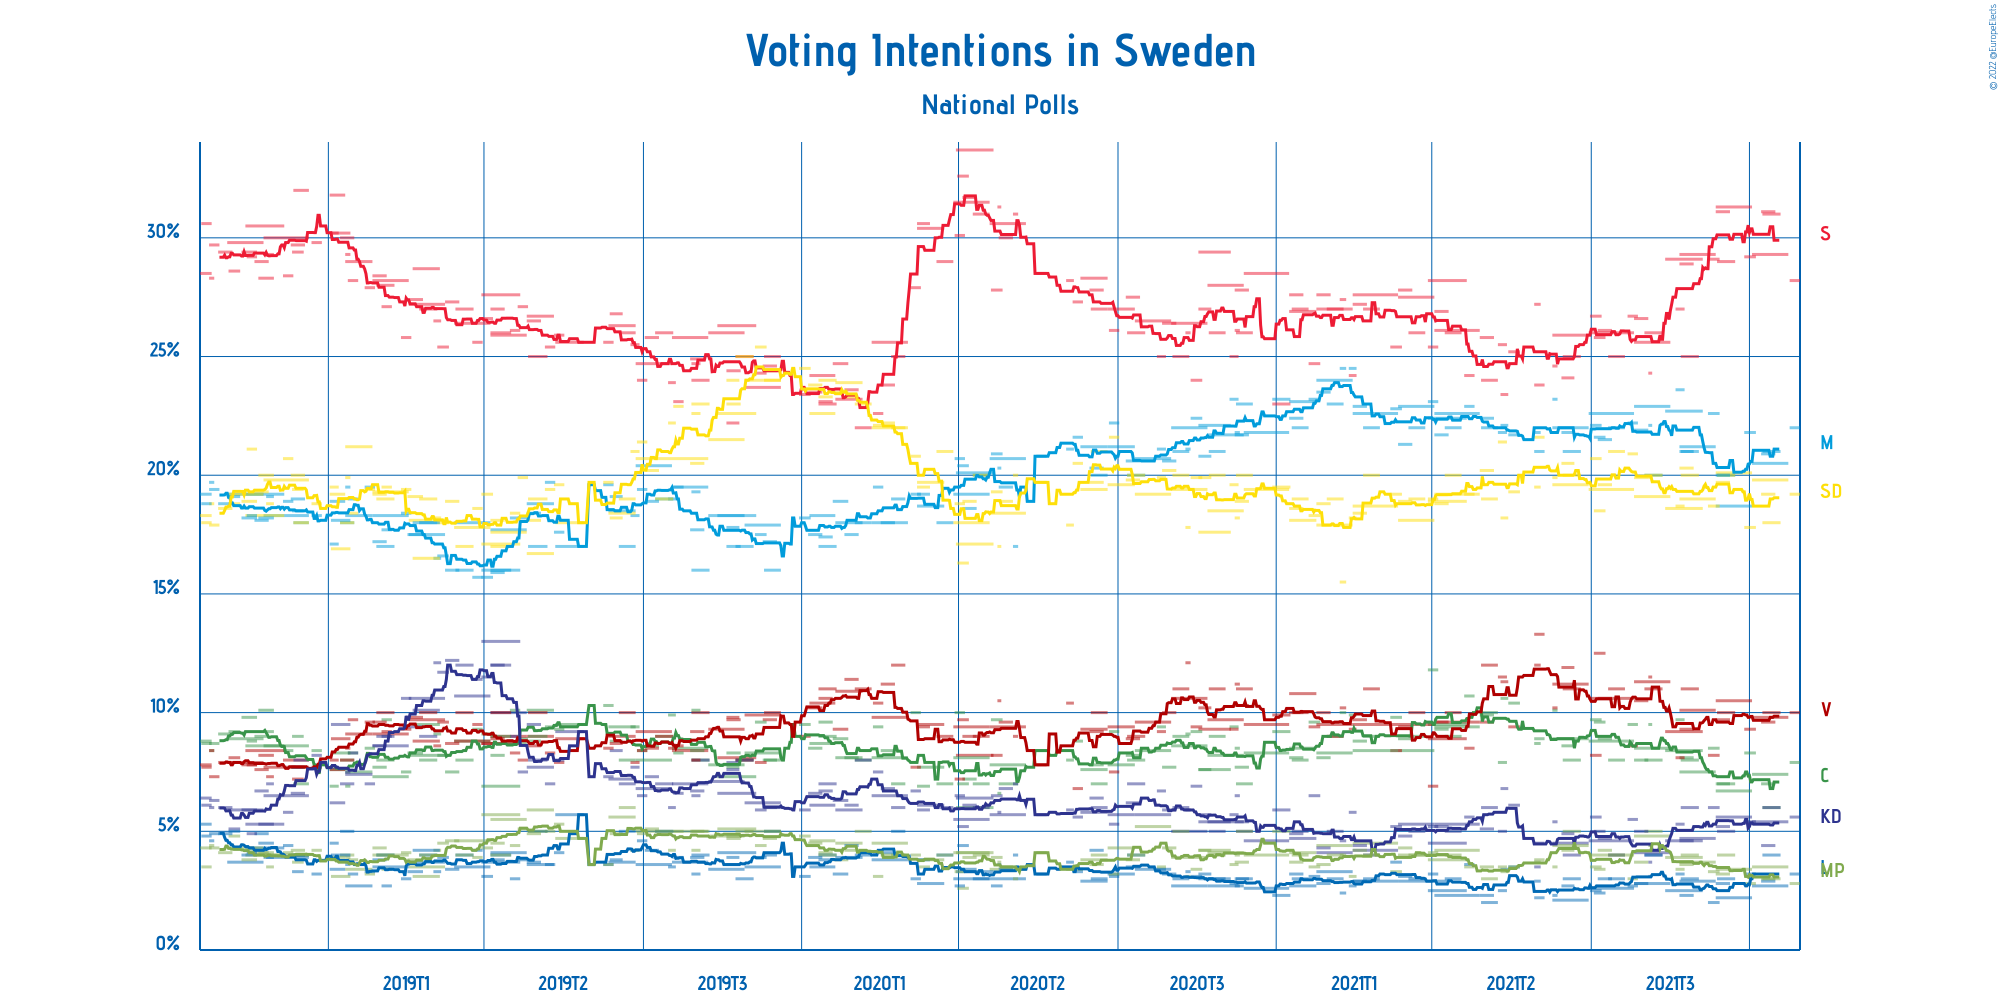 © 2022 @EuropeElects
Voting Intentions in Sweden
National Polls
30%
25%
20%
15%
10%
5%
0%
S
M
SD
V
C
KD
MP
2019T1
2019T2
2019T3
2020T1
2020T2
2020T3
2021T1
2021T2
2021T3